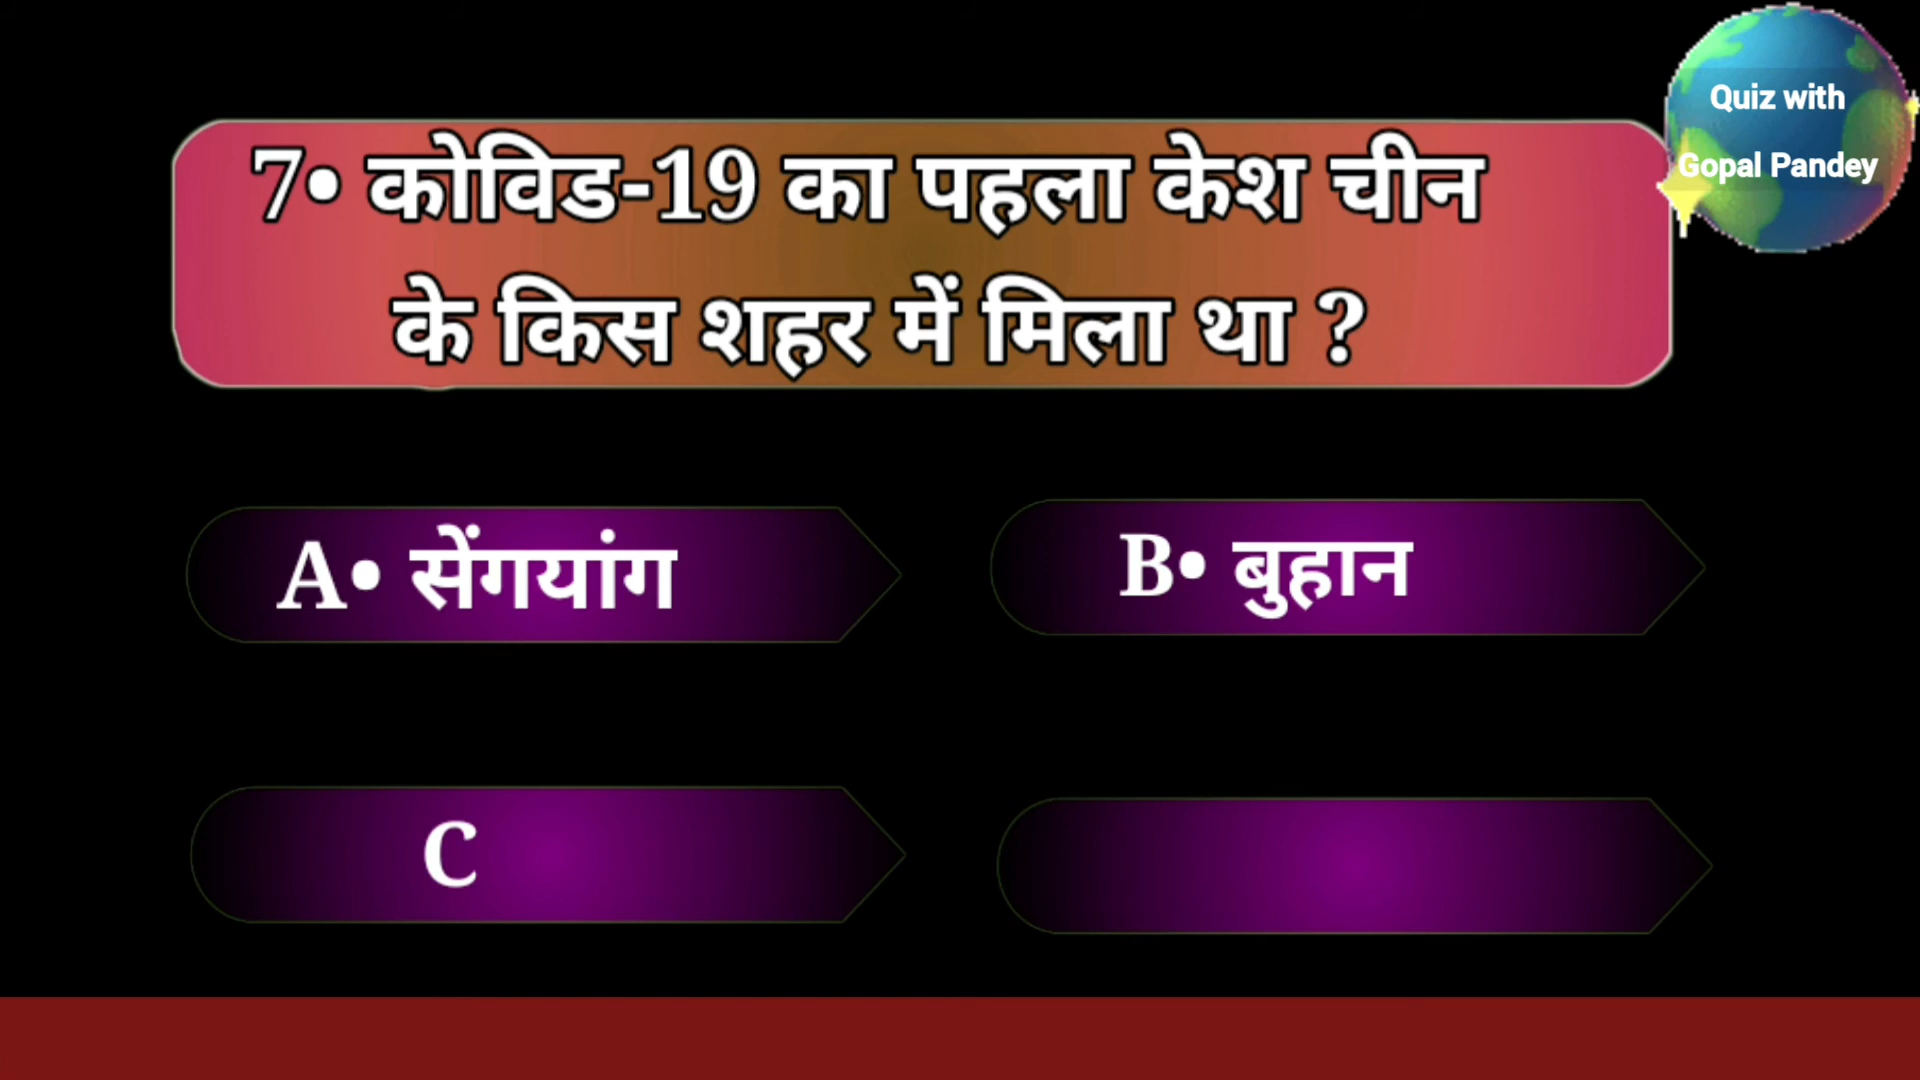 Quiz with
Gopal Pandey
7• कोविड-19 का पहला केश चीन
के किस शहर में मिला था ?
A• सेंगयांग
B• बुहान
C